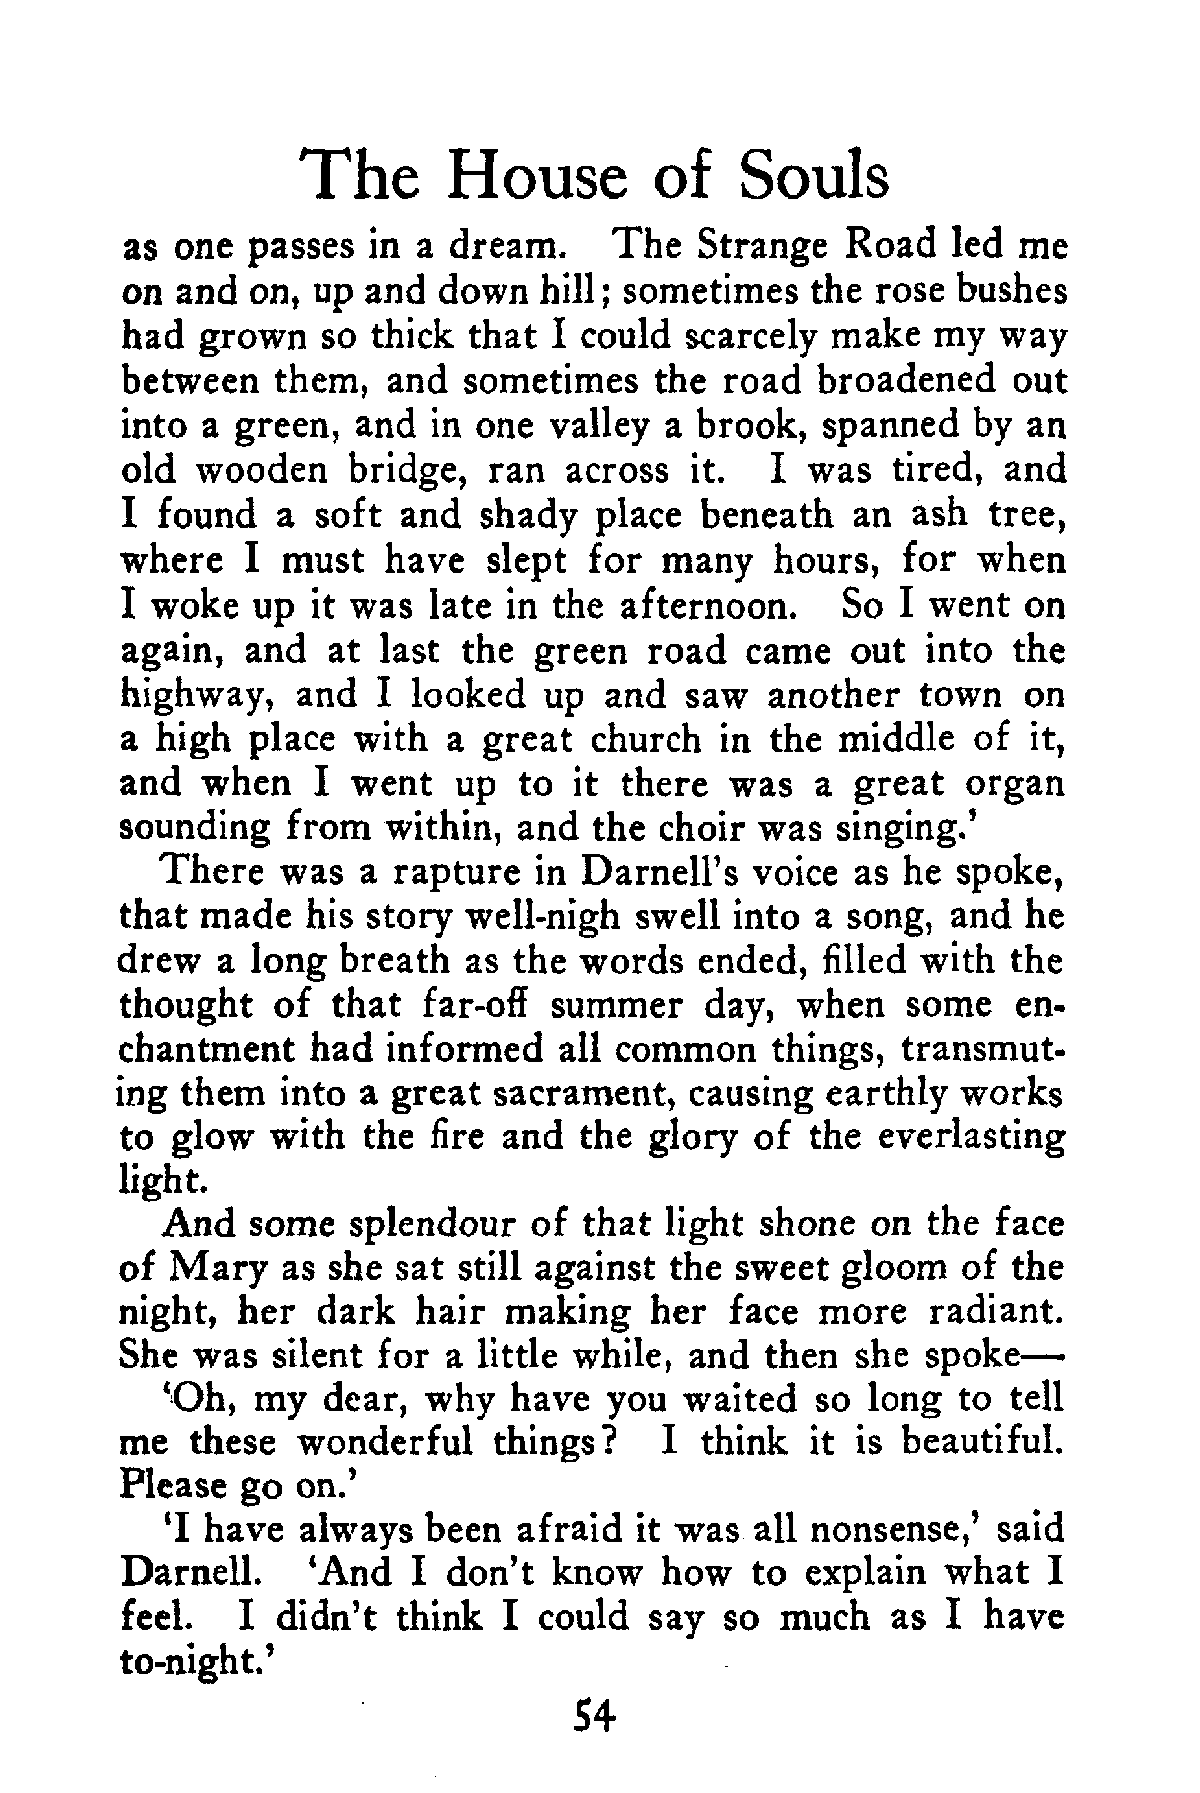 The House of Souls
as one passes in a dream. The Strange Road led me
on and on, up and down hill; sometimes the rose bushes
had grown so thick that I could scarcely make my way
between them, and sometimes the road broadened out
into a green, and in one valley a brook, spanned by an
old wooden bridge, ran across it. I was tired, and
I found a soft and shady place beneath an ash tree,
where I must have slept for many hours, for when
I woke up it was late in the afternoon. So I went on
again, and at last the green road came out into the
highway, and I looked up and saw another town on
a high place with a great church in the middle of it,
and when I went up to it there was a great organ
sounding from within, and the choir was singing.’
There was a rapture in Darnell’s voice as he spoke,
that made his story well-nigh swell into a song, and he
drew a long breath as the words ended, filled with the
thought of that far-off summer day, when some en-
chantment had informed all common things, transmut-
ing them into a great sacrament, causing earthly works
to glow with the fire and the glory of the everlasting
light.
And some splendour of that light shone on the face
of Mary as she sat still against the sweet gloom of the
night, her dark hair making her face more radiant.
She was silent for a little while, and then she spoke—
‘Oh, my dear, why have you waited so long to tell
me these wonderful things? I think it is beautiful.
Please go on.’
‘I have always been afraid it was all nonsense,’ said
Darnell. ‘And I don’t know how to explain what I
feel. I didn’t think I could say so much as I have
to-night.’
54